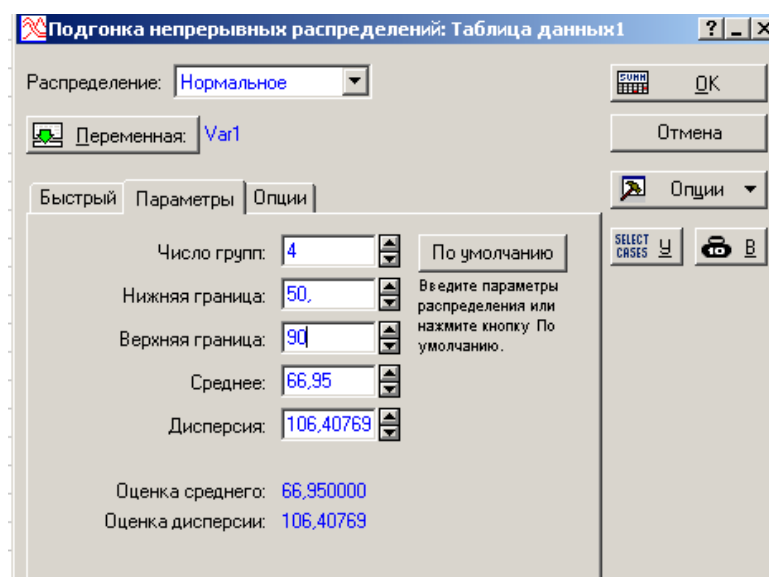 Подгонка непрерывных распределений: Таблица данных1
Распределение: Нормальное
OK
Переменная: Var1
Отмена
Быстрый Параметры Опции
Опции
Число групп: 4
По умолчанию
SELECT CASES У
В
Нижняя граница: 50,
Введите параметры
распределения или
нажмите кнопку По
умолчанию.
Верхняя граница: 90
Среднее: 66,95
Дисперсия: 106,40769
Оценка среднего: 66,950000
Оценка дисперсии: 106,40769